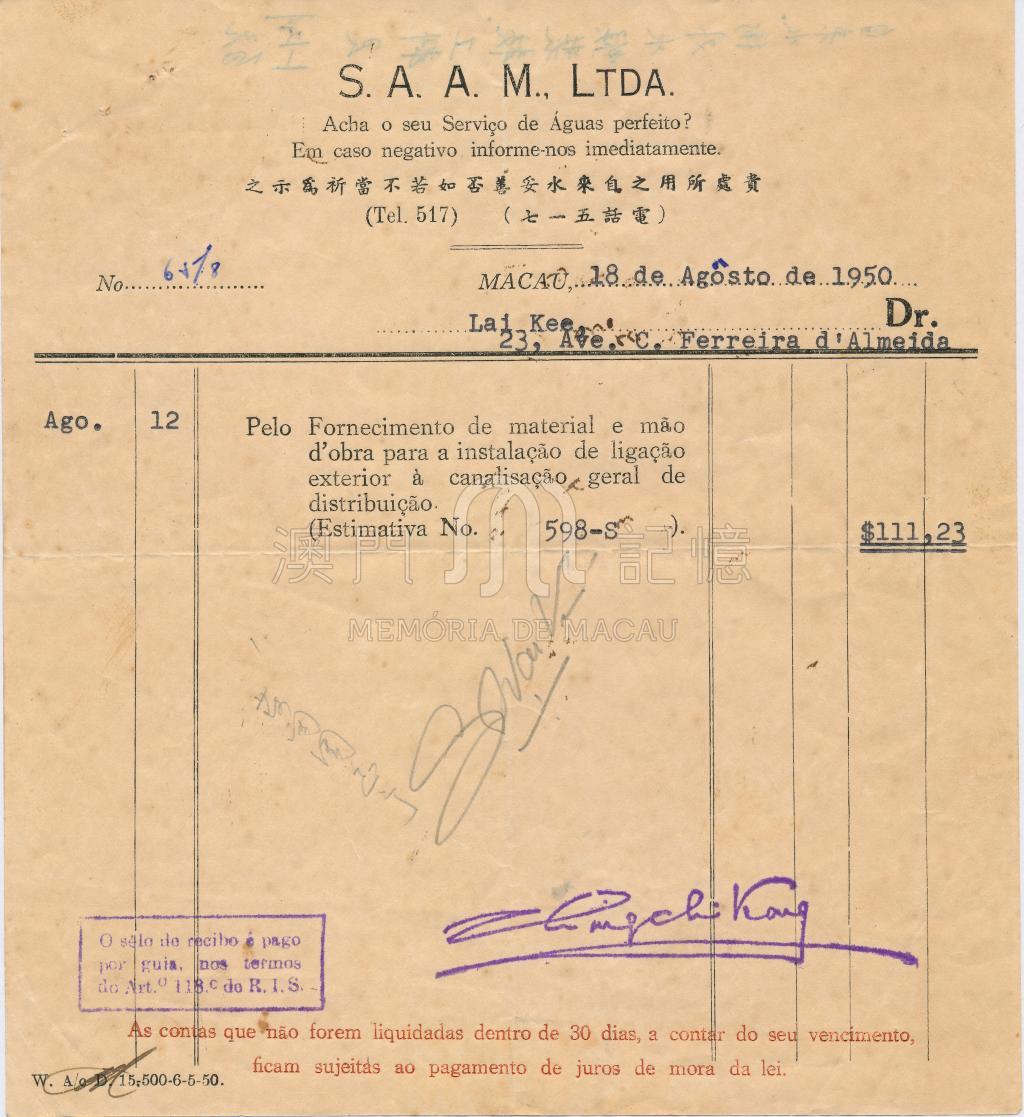 S. A. A. M., LTDA.
Acha o seu Serviço de Águas perfeito?
Em caso negativo informe-nos imediatamente.
之示爲祈當不若如否善妥水來自之用所處貴
(Tel. 517) (七一五話電)
No.
MACAU, 18 de Agôsto de 1950
Lai Kee, Dr.
23, Ave. C. Ferreira d'Almeida
Ago. 12 Pelo Fornecimento de material e mão
d'obra para a instalação de ligação
exterior à canalisação geral de
distribuição.
(Estimativa No. 598-S ). $111,23
澳門記憶
MEMÓRIA DE MACAU
Chingchi Kong
O sêlo de recibo é pago
por guia, nos termos
do Art.º 118.º do R. I. S.
As contas que não forem liquidadas dentro de 30 dias, a contar do seu vencimento,
ficam sujeitas ao pagamento de juros de mora da lei.
W. A/c D. 15-500-6-5-50.